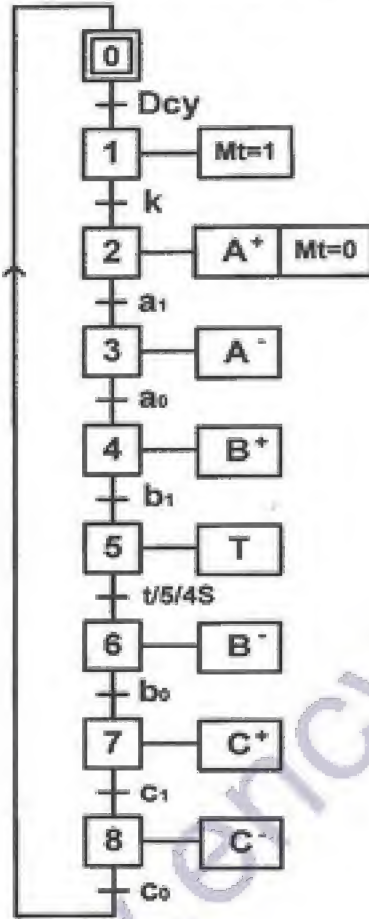 0
Dcy
1 Mt=1
k
2 A⁺ Mt=0
a₁
3 A⁻
a₀
4 B⁺
b₁
5 T
t/5/4S
6 B⁻
b₀
7 C⁺
c₁
8 C⁻
c₀